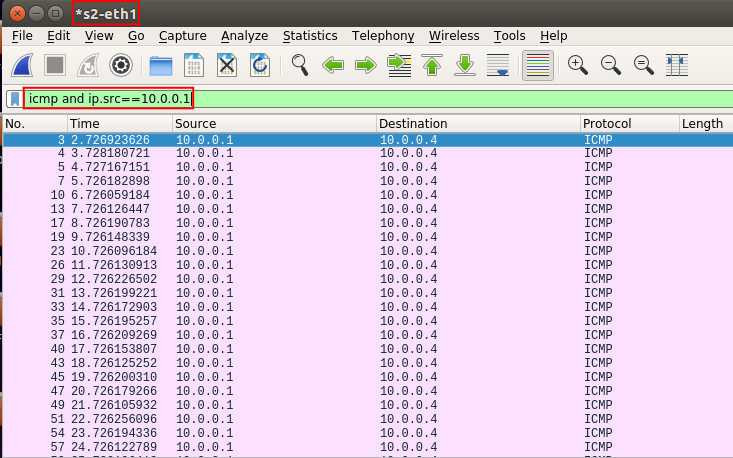 *s2-eth1
File Edit View Go Capture Analyze Statistics Telephony Wireless Tools Help
icmp and ip.src==10.0.0.1
No. Time Source Destination Protocol Length
3 2.726923626 10.0.0.1 10.0.0.4 ICMP
4 3.728180721 10.0.0.1 10.0.0.4 ICMP
5 4.727167151 10.0.0.1 10.0.0.4 ICMP
7 5.726182898 10.0.0.1 10.0.0.4 ICMP
10 6.726059184 10.0.0.1 10.0.0.4 ICMP
13 7.726126447 10.0.0.1 10.0.0.4 ICMP
17 8.726190783 10.0.0.1 10.0.0.4 ICMP
19 9.726148339 10.0.0.1 10.0.0.4 ICMP
23 10.726096184 10.0.0.1 10.0.0.4 ICMP
26 11.726130913 10.0.0.1 10.0.0.4 ICMP
29 12.726226502 10.0.0.1 10.0.0.4 ICMP
31 13.726199221 10.0.0.1 10.0.0.4 ICMP
33 14.726172903 10.0.0.1 10.0.0.4 ICMP
35 15.726195257 10.0.0.1 10.0.0.4 ICMP
37 16.726209269 10.0.0.1 10.0.0.4 ICMP
40 17.726153807 10.0.0.1 10.0.0.4 ICMP
43 18.726125252 10.0.0.1 10.0.0.4 ICMP
45 19.726200310 10.0.0.1 10.0.0.4 ICMP
47 20.726179266 10.0.0.1 10.0.0.4 ICMP
49 21.726105932 10.0.0.1 10.0.0.4 ICMP
51 22.726256096 10.0.0.1 10.0.0.4 ICMP
54 23.726194336 10.0.0.1 10.0.0.4 ICMP
57 24.726122789 10.0.0.1 10.0.0.4 ICMP